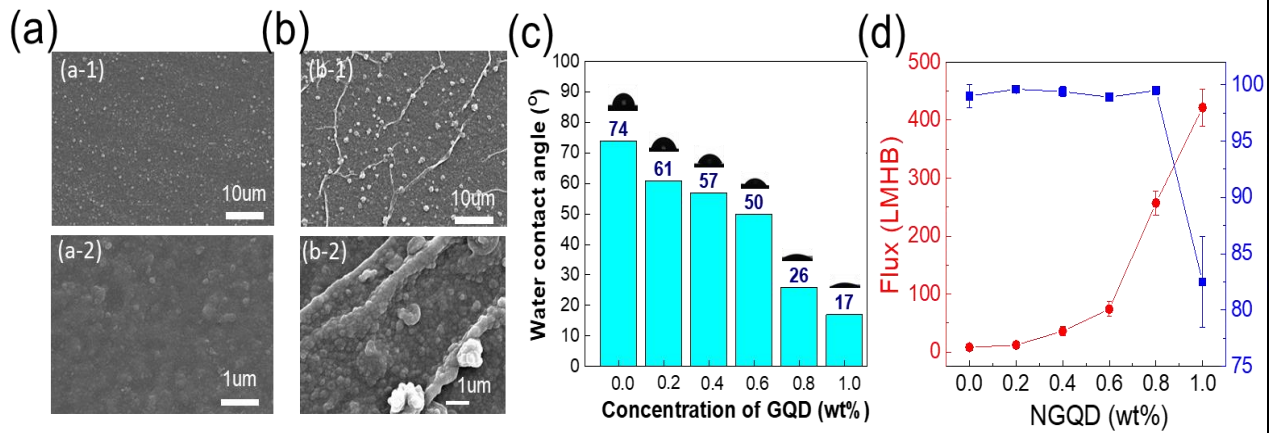 (a)
(a-1)
10um
(a-2)
1um
(b)
(b-1)
10um
(b-2)
1um
(c)
100
90
80
70
60
50
40
30
20
10
0
Water contact angle (°)
74
61
57
50
26
17
0.0 0.2 0.4 0.6 0.8 1.0
Concentration of GQD (wt%)
(d)
500
400
300
200
100
0
Flux (LMHB)
100
95
90
85
80
75
0.0 0.2 0.4 0.6 0.8 1.0
NGQD (wt%)